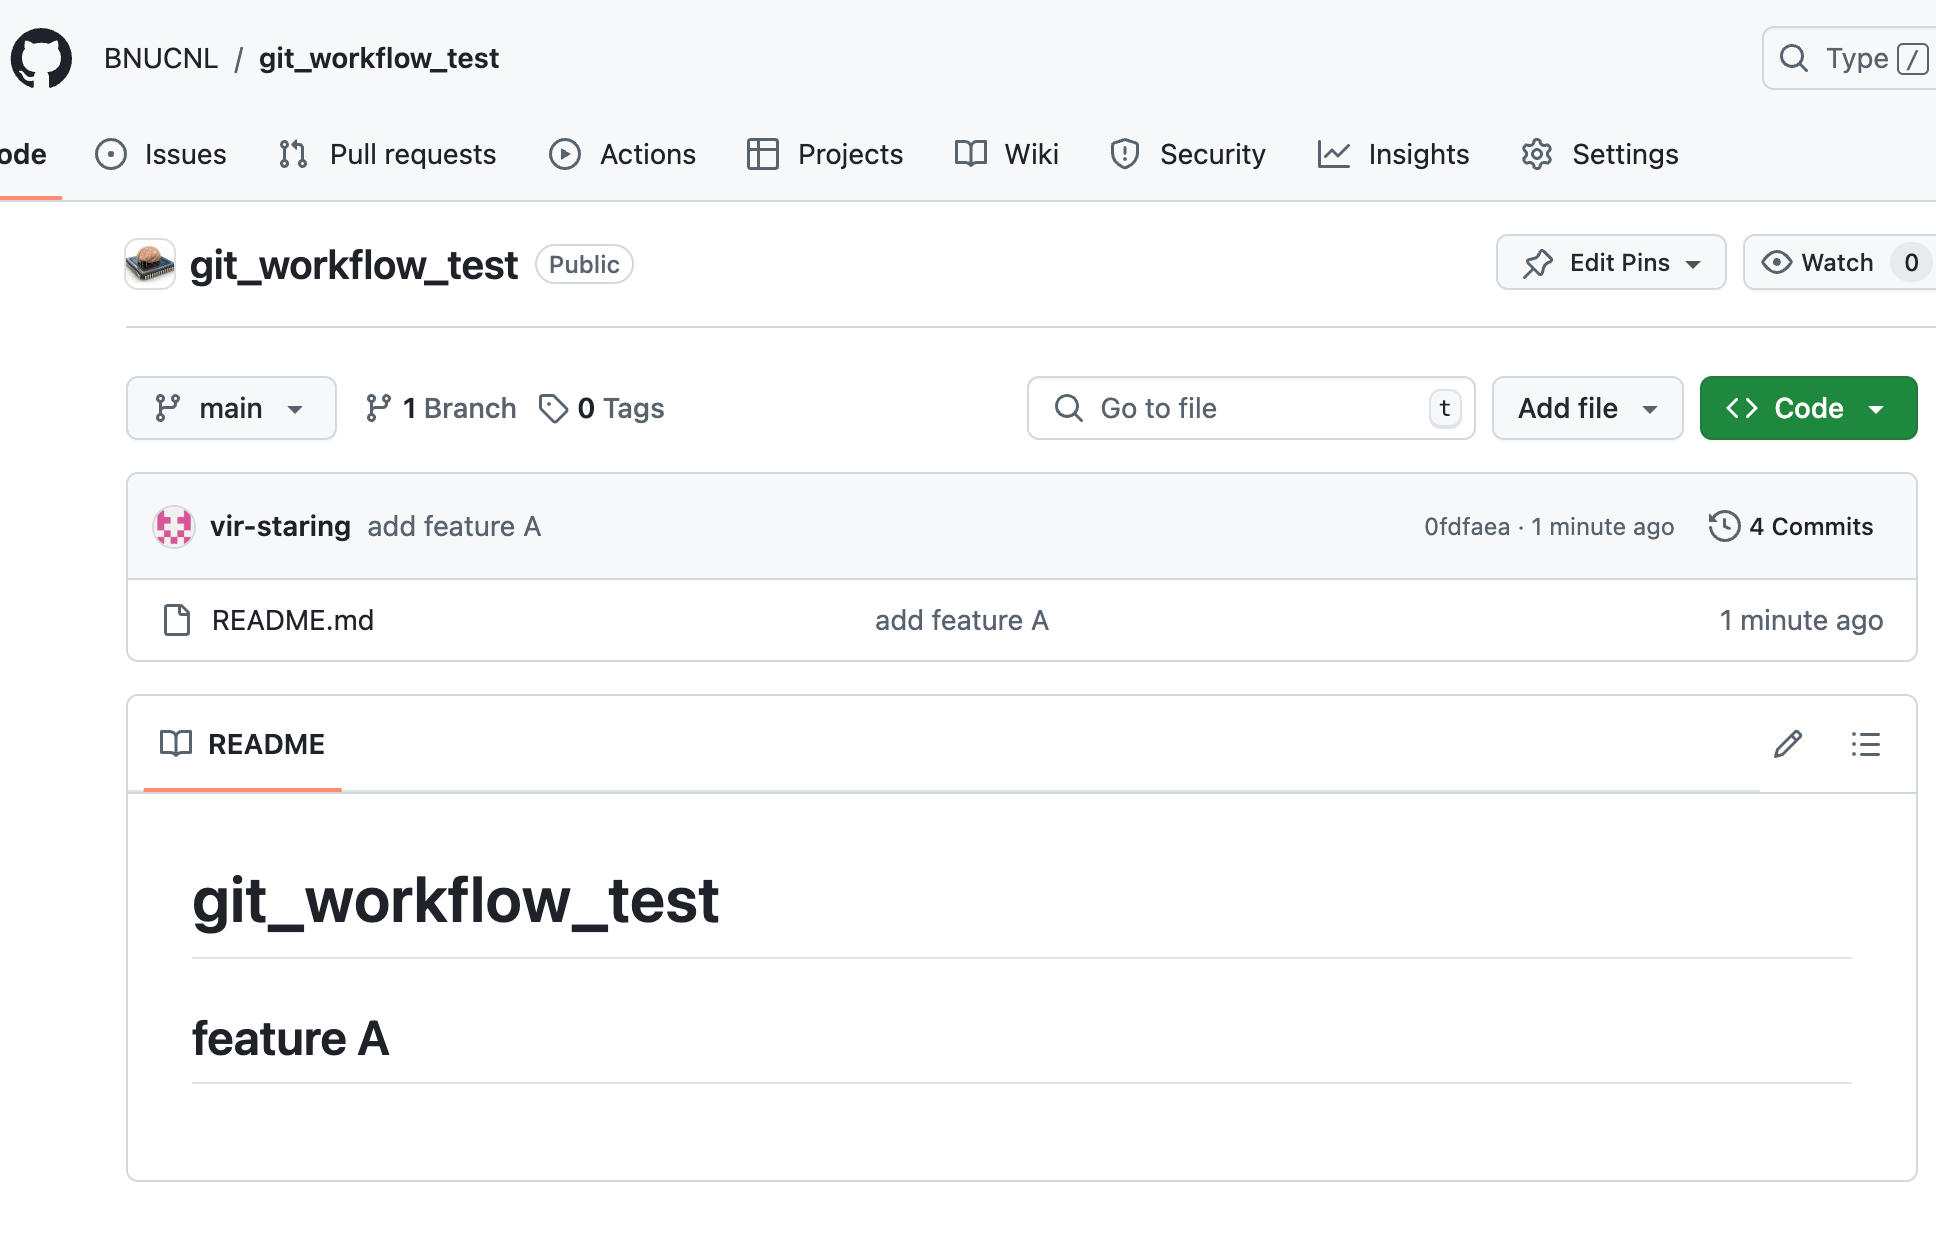 BNUCNL / git_workflow_test
Type /
ode Issues Pull requests Actions Projects Wiki Security Insights Settings
git_workflow_test Public
Edit Pins Watch 0
main 1 Branch 0 Tags
Go to file t Add file Code
vir-staring add feature A 0fdfaea · 1 minute ago 4 Commits
README.md add feature A 1 minute ago
README
git_workflow_test
feature A